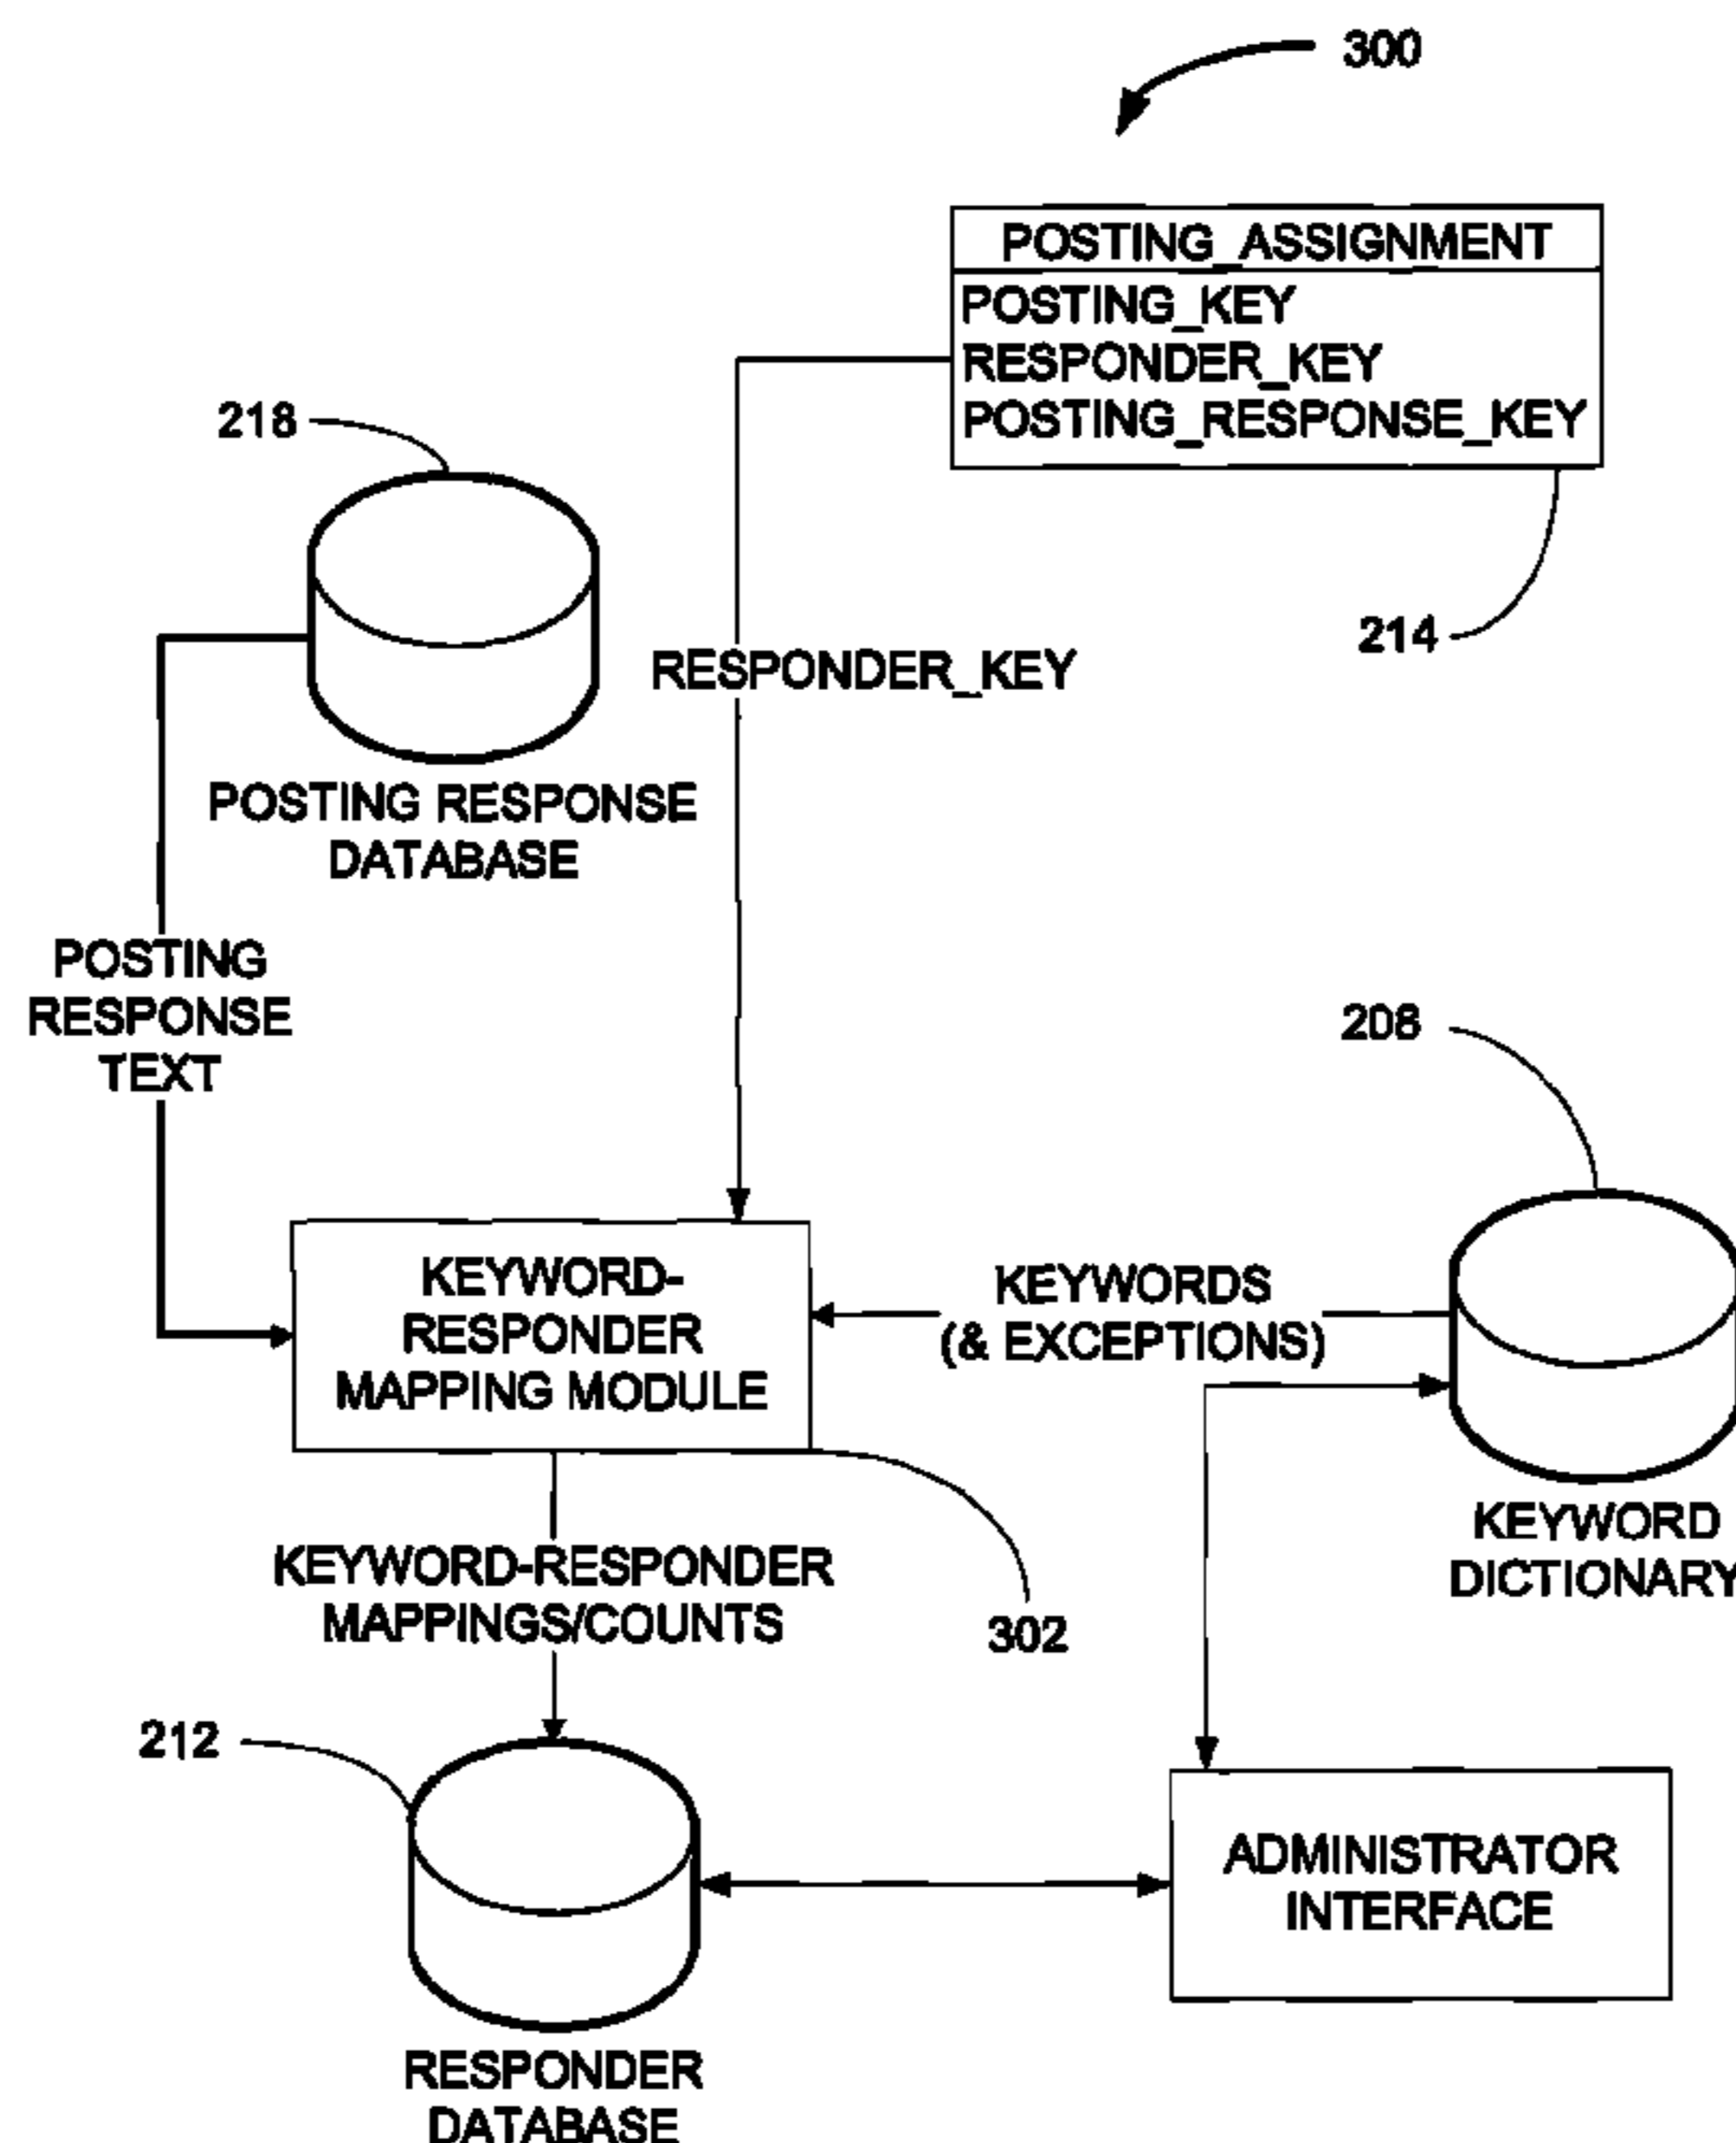 300
POSTING_ASSIGNMENT
POSTING_KEY
RESPONDER_KEY
POSTING_RESPONSE_KEY
218
214
RESPONDER_KEY
POSTING RESPONSE
DATABASE
POSTING
RESPONSE
TEXT
208
KEYWORD-
RESPONDER
MAPPING MODULE
KEYWORDS
(& EXCEPTIONS)
KEYWORD
DICTIONARY
KEYWORD-RESPONDER
MAPPINGS/COUNTS
302
212
ADMINISTRATOR
INTERFACE
RESPONDER
DATABASE